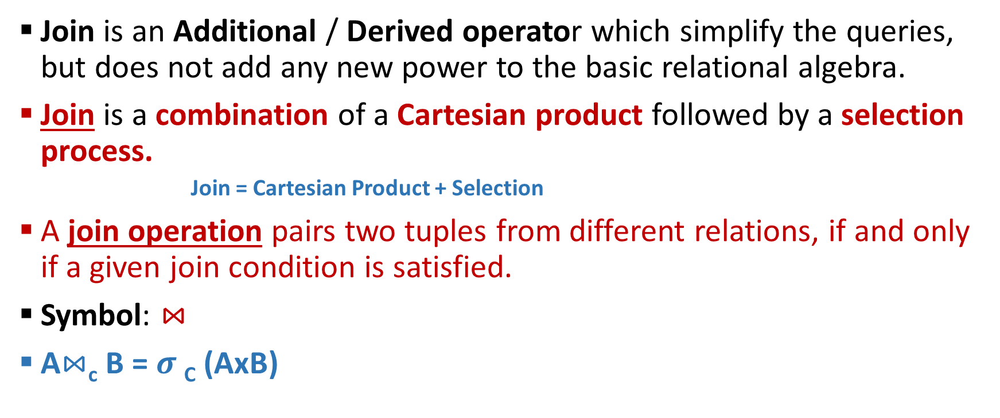 ▪ Join is an Additional / Derived operator which simplify the queries,
but does not add any new power to the basic relational algebra.
▪ Join is a combination of a Cartesian product followed by a selection
process.
Join = Cartesian Product + Selection
▪ A join operation pairs two tuples from different relations, if and only
if a given join condition is satisfied.
▪ Symbol: ⋈
▪ A⋈c B = σ C (AxB)